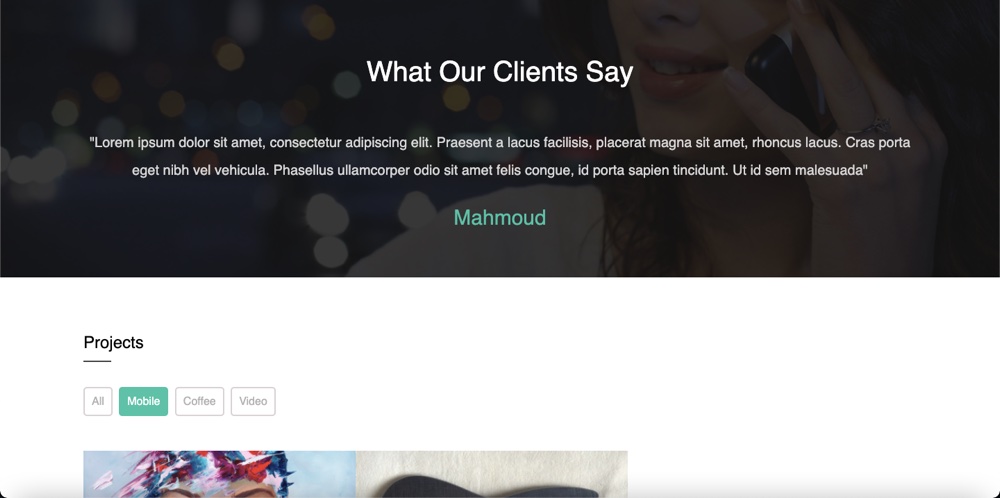 What Our Clients Say
"Lorem ipsum dolor sit amet, consectetur adipiscing elit. Praesent a lacus facilisis, placerat magna sit amet, rhoncus lacus. Cras porta
eget nibh vel vehicula. Phasellus ullamcorper odio sit amet felis congue, id porta sapien tincidunt. Ut id sem malesuada"
Mahmoud
Projects
All Mobile Coffee Video